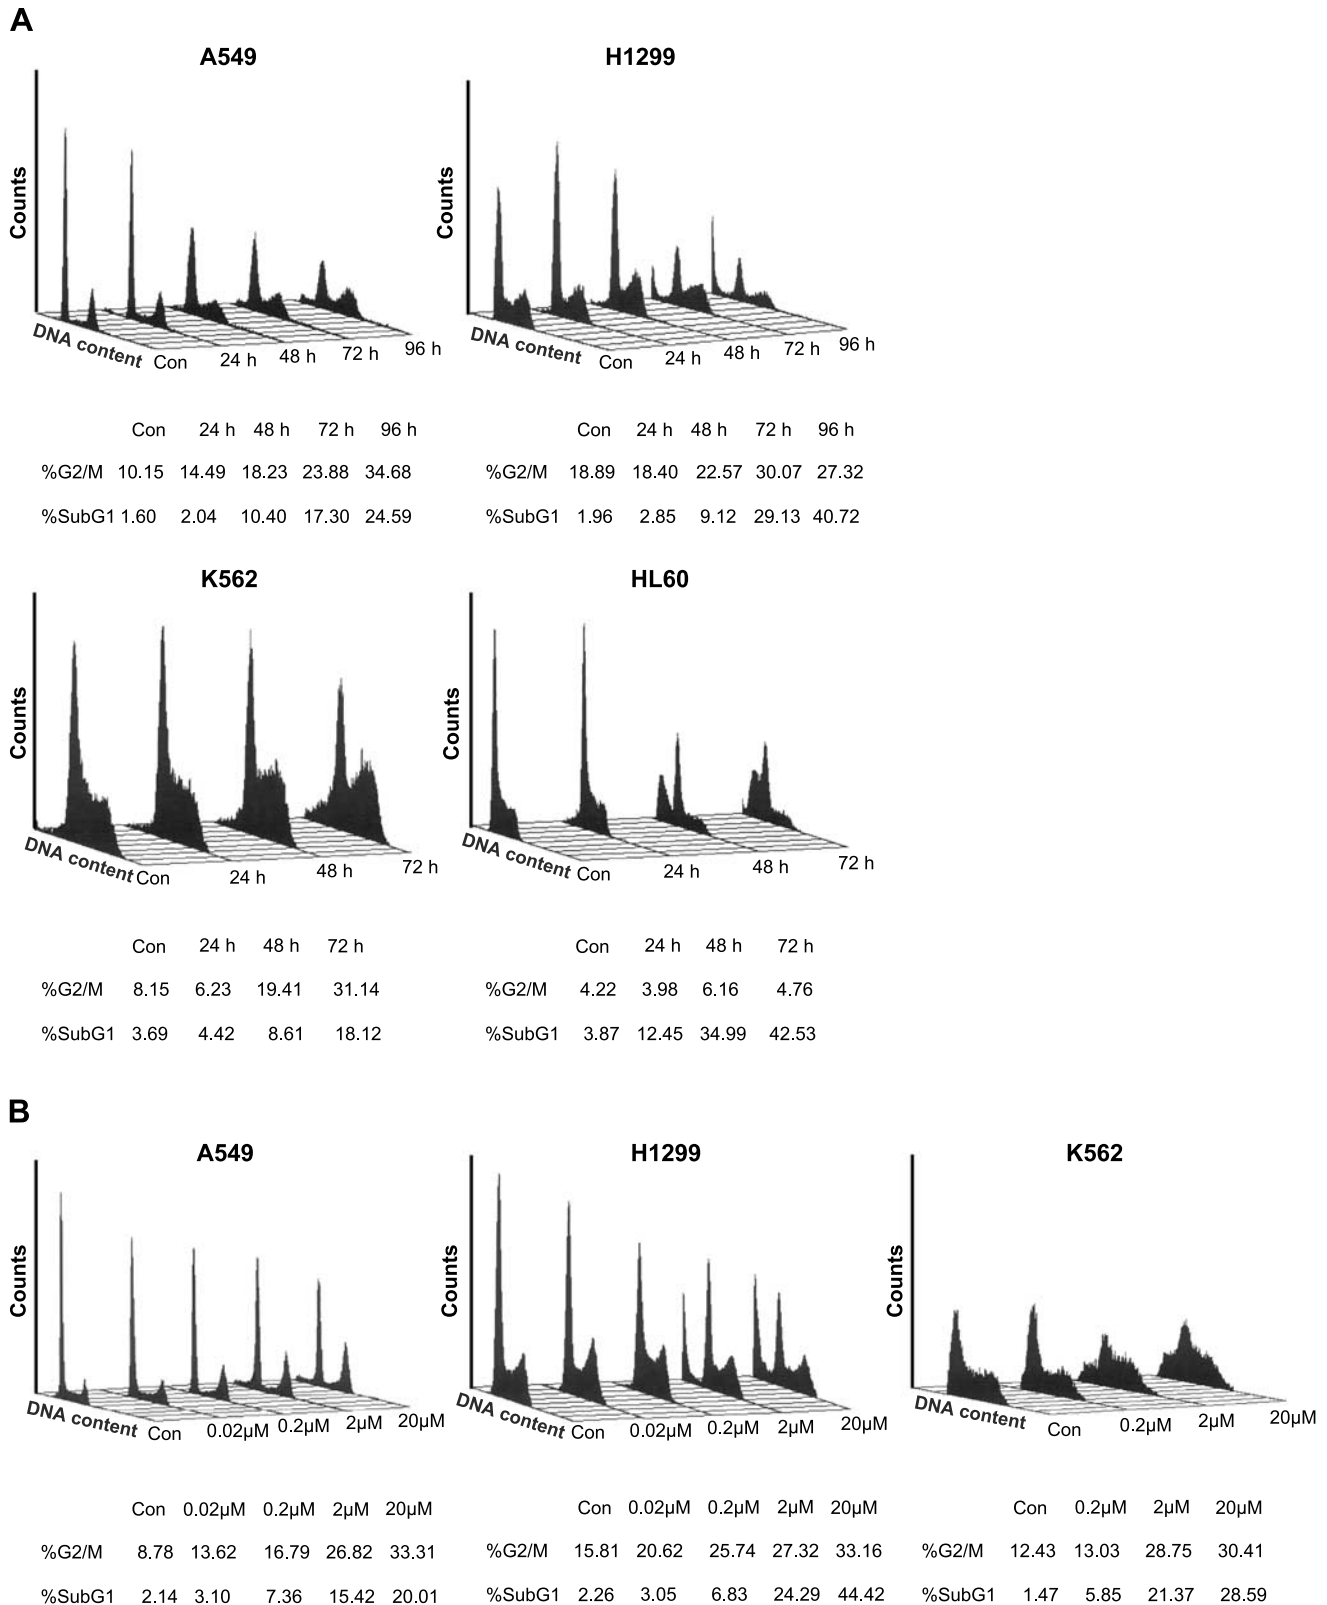 A
A549 H1299
Counts Counts
DNA content Con 24 h 48 h 72 h 96 h DNA content Con 24 h 48 h 72 h 96 h
Con 24 h 48 h 72 h 96 h Con 24 h 48 h 72 h 96 h
%G2/M 10.15 14.49 18.23 23.88 34.68 %G2/M 18.89 18.40 22.57 30.07 27.32
%SubG1 1.60 2.04 10.40 17.30 24.59 %SubG1 1.96 2.85 9.12 29.13 40.72
K562 HL60
Counts Counts
DNA content Con 24 h 48 h 72 h DNA content Con 24 h 48 h 72 h
Con 24 h 48 h 72 h Con 24 h 48 h 72 h
%G2/M 8.15 6.23 19.41 31.14 %G2/M 4.22 3.98 6.16 4.76
%SubG1 3.69 4.42 8.61 18.12 %SubG1 3.87 12.45 34.99 42.53
B
A549 H1299 K562
Counts Counts Counts
DNA content Con 0.02µM 0.2µM 2µM 20µM DNA content Con 0.02µM 0.2µM 2µM 20µM DNA content Con 0.2µM 2µM 20µM
Con 0.02µM 0.2µM 2µM 20µM Con 0.02µM 0.2µM 2µM 20µM Con 0.2µM 2µM 20µM
%G2/M 8.78 13.62 16.79 26.82 33.31 %G2/M 15.81 20.62 25.74 27.32 33.16 %G2/M 12.43 13.03 28.75 30.41
%SubG1 2.14 3.10 7.36 15.42 20.01 %SubG1 2.26 3.05 6.83 24.29 44.42 %SubG1 1.47 5.85 21.37 28.59